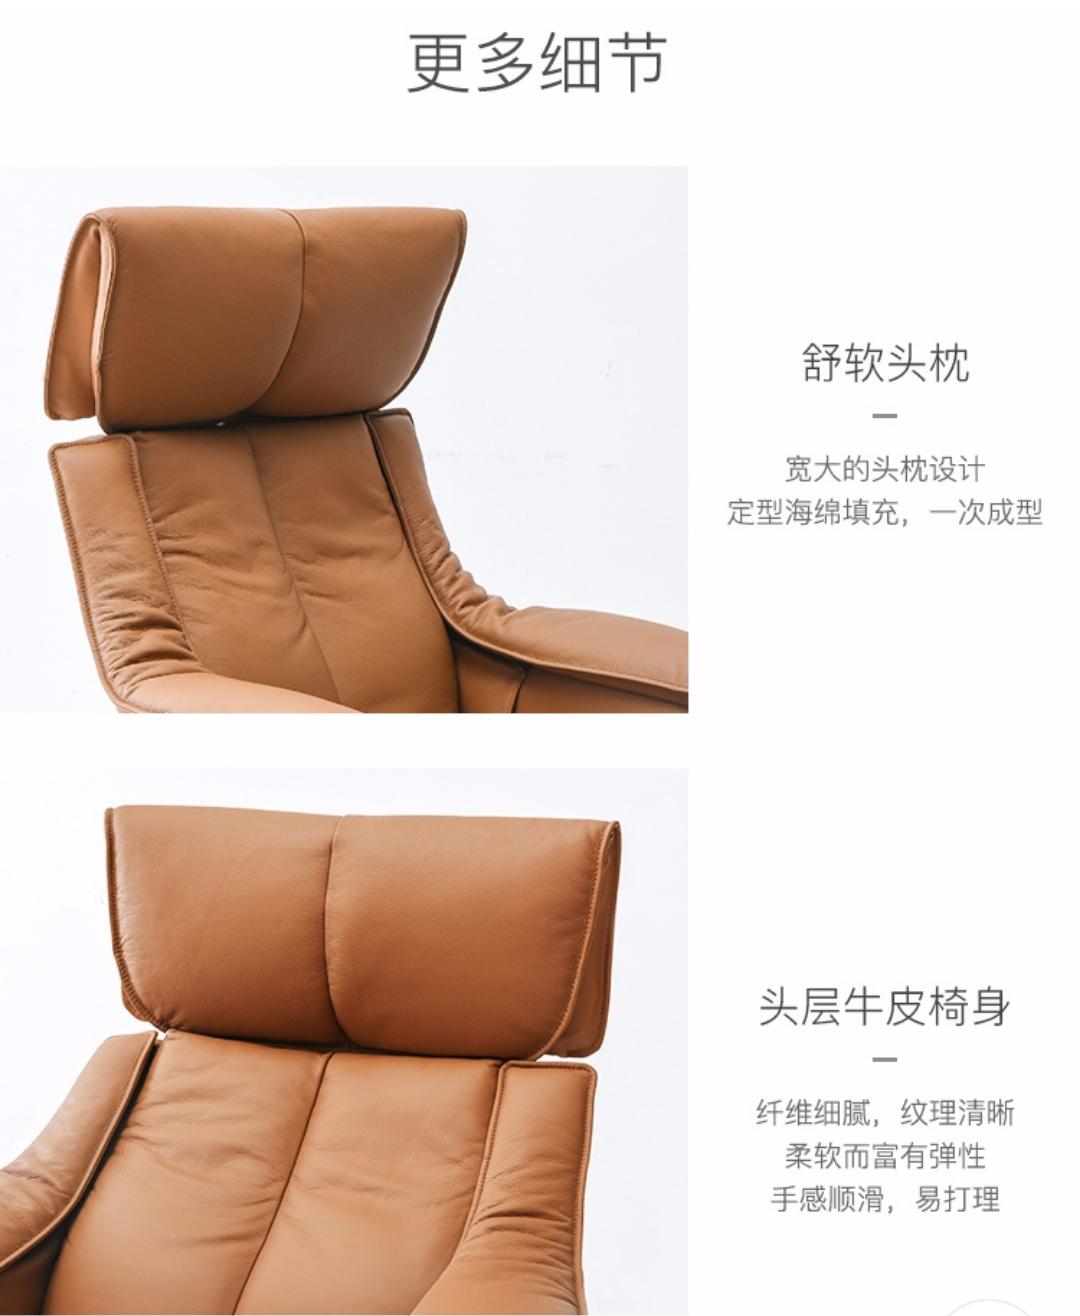 更多细节
舒软头枕
宽大的头枕设计
定型海绵填充，一次成型
头层牛皮椅身
纤维细腻，纹理清晰
柔软而富有弹性
手感顺滑，易打理